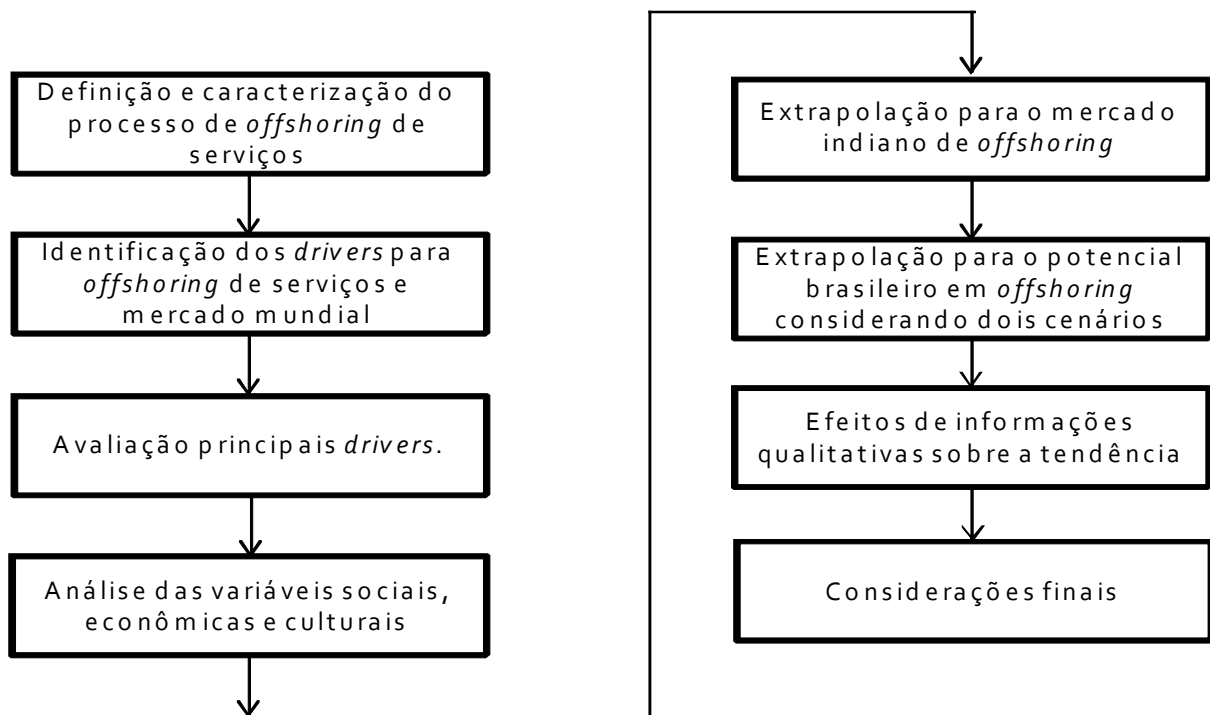 Definição e caracterização do
processo de offshoring de
serviços
Identificação dos drivers para
offshoring de serviços e
mercado mundial
Avaliação principais drivers.
Análise das variáveis sociais,
econômicas e culturais
Extrapolação para o mercado
indiano de offshoring
Extrapolação para o potencial
brasileiro em offshoring
considerando dois cenários
Efeitos de informações
qualitativas sobre a tendência
Considerações finais